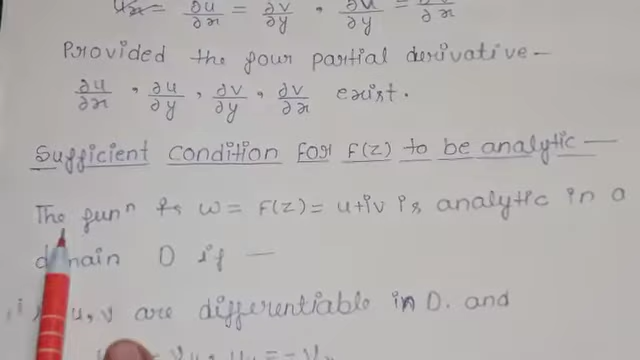 ∂u/∂x = ∂v/∂y , ∂u/∂y =
Provided the four partial derivative –
∂u/∂x , ∂u/∂y , ∂v/∂y , ∂v/∂x exist.
Sufficient condition for F(z) to be analytic —
The funⁿ w = F(z) = u+iv is analytic in a
domain D if —
u, v are differentiable in D. and